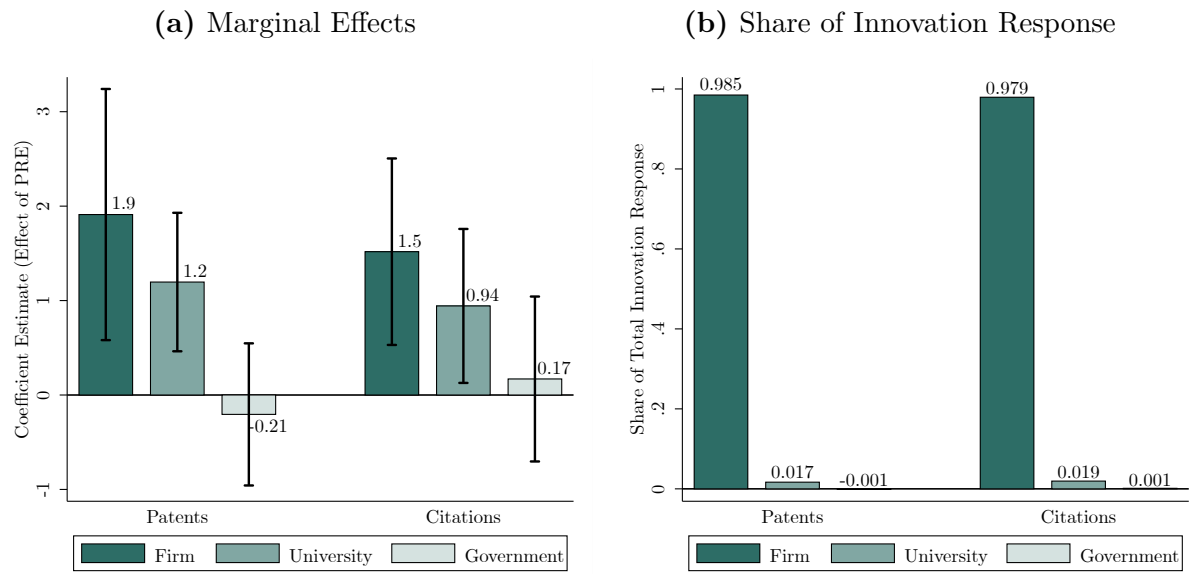 (a) Marginal Effects
Coefficient Estimate (Effect of PRE)
3
2
1
0
-1
1.9
1.2
-0.21
1.5
0.94
0.17
Patents
Citations
Firm University Government
(b) Share of Innovation Response
Share of Total Innovation Response
1
.8
.6
.4
.2
0
0.985
0.017
-0.001
0.979
0.019
0.001
Patents
Citations
Firm University Government